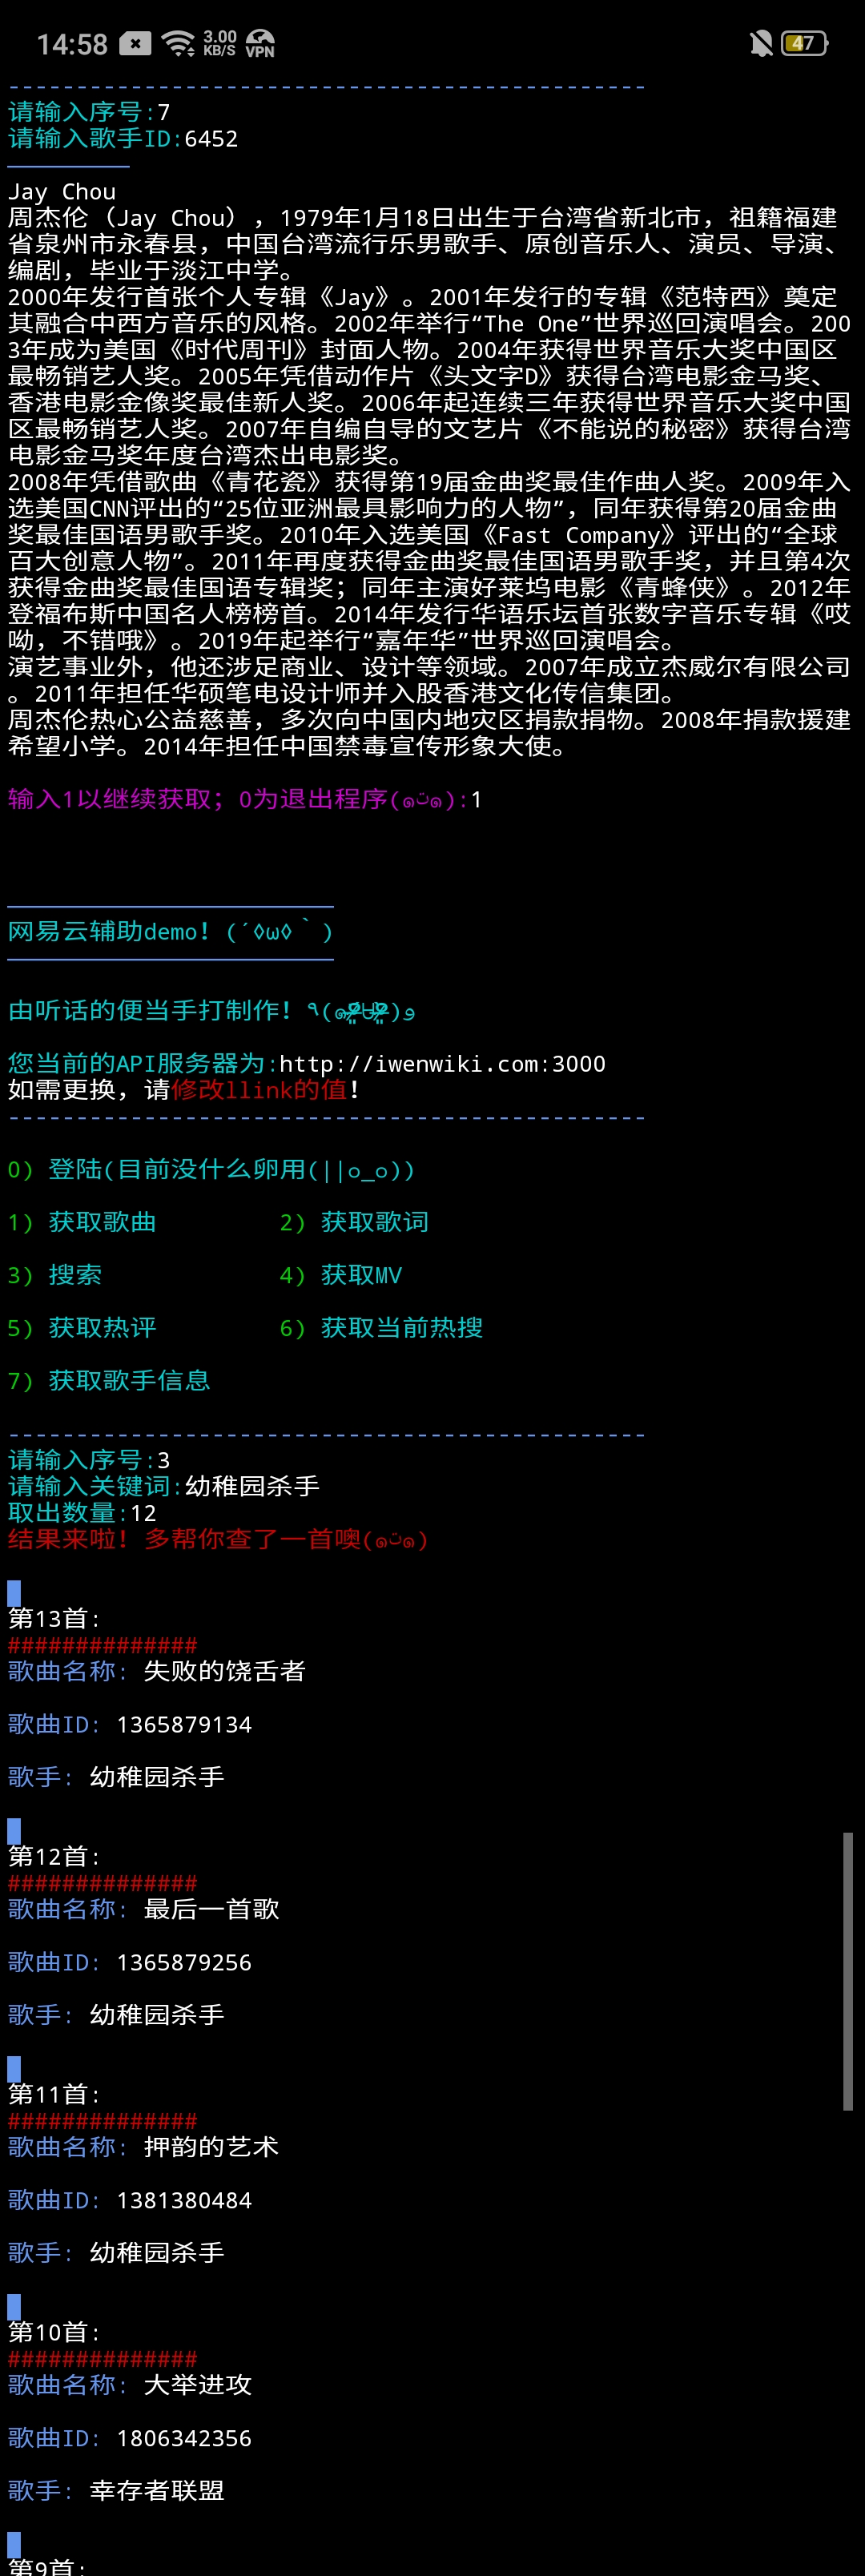 14:58 3.00 KB/S VPN 47
-----------------------------------------------
请输入序号:7
请输入歌手ID:6452
—————————
Jay Chou
周杰伦（Jay Chou），1979年1月18日出生于台湾省新北市，祖籍福建
省泉州市永春县，中国台湾流行乐男歌手、原创音乐人、演员、导演、
编剧，毕业于淡江中学。
2000年发行首张个人专辑《Jay》。2001年发行的专辑《范特西》奠定
其融合中西方音乐的风格。2002年举行“The One”世界巡回演唱会。200
3年成为美国《时代周刊》封面人物。2004年获得世界音乐大奖中国区
最畅销艺人奖。2005年凭借动作片《头文字D》获得台湾电影金马奖、
香港电影金像奖最佳新人奖。2006年起连续三年获得世界音乐大奖中国
区最畅销艺人奖。2007年自编自导的文艺片《不能说的秘密》获得台湾
电影金马奖年度台湾杰出电影奖。
2008年凭借歌曲《青花瓷》获得第19届金曲奖最佳作曲人奖。2009年入
选美国CNN评出的“25位亚洲最具影响力的人物”，同年获得第20届金曲
奖最佳国语男歌手奖。2010年入选美国《Fast Company》评出的“全球
百大创意人物”。2011年再度获得金曲奖最佳国语男歌手奖，并且第4次
获得金曲奖最佳国语专辑奖；同年主演好莱坞电影《青蜂侠》。2012年
登福布斯中国名人榜榜首。2014年发行华语乐坛首张数字音乐专辑《哎
呦，不错哦》。2019年起举行“嘉年华”世界巡回演唱会。
演艺事业外，他还涉足商业、设计等领域。2007年成立杰威尔有限公司
。2011年担任华硕笔电设计师并入股香港文化传信集团。
周杰伦热心公益慈善，多次向中国内地灾区捐款捐物。2008年捐款援建
希望小学。2014年担任中国禁毒宣传形象大使。
输入1以继续获取；0为退出程序(๑·̑◡·̑๑):1
————————————————————————
网易云辅助demo！(´◊ω◊｀)
————————————————————————
由听话的便当手打制作！
您当前的API服务器为:http://iwenwiki.com:3000
如需更换，请修改llink的值！
-----------------------------------------------
0) 登陆(目前没什么卵用(||๐_๐))
1) 获取歌曲 2) 获取歌词
3) 搜索 4) 获取MV
5) 获取热评 6) 获取当前热搜
7) 获取歌手信息
-----------------------------------------------
请输入序号:3
请输入关键词:幼稚园杀手
取出数量:12
结果来啦！多帮你查了一首噢(๑·̑◡·̑๑)
第13首:
##############
歌曲名称: 失败的饶舌者
歌曲ID: 1365879134
歌手: 幼稚园杀手
第12首:
##############
歌曲名称: 最后一首歌
歌曲ID: 1365879256
歌手: 幼稚园杀手
第11首:
##############
歌曲名称: 押韵的艺术
歌曲ID: 1381380484
歌手: 幼稚园杀手
第10首:
##############
歌曲名称: 大举进攻
歌曲ID: 1806342356
歌手: 幸存者联盟
第9首: